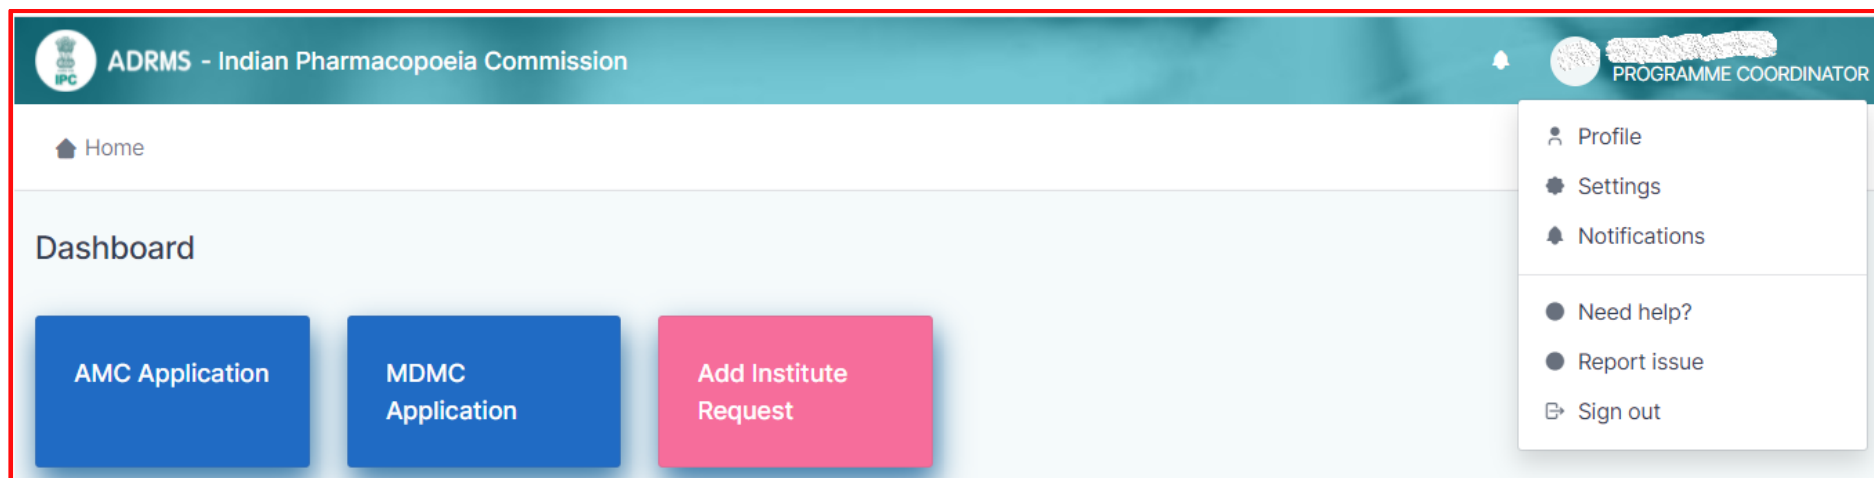 IPC
ADRMS - Indian Pharmacopoeia Commission
PROGRAMME COORDINATOR
Home
Profile
Settings
Notifications
Dashboard
Need help?
Report issue
Sign out
AMC Application
MDMC
Application
Add Institute
Request